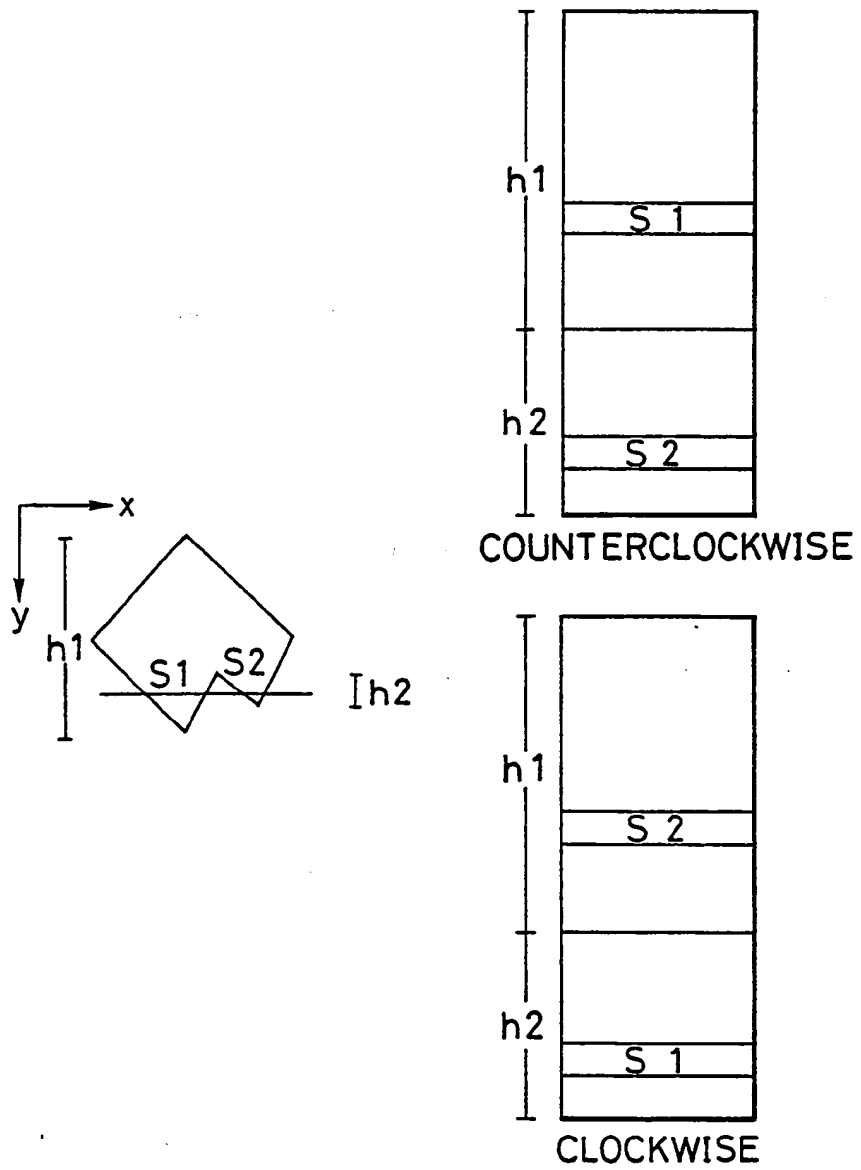 h1
S 1
h2
S 2
COUNTERCLOCKWISE
x
y
h1
S1
S2
h2
h1
S 2
h2
S 1
CLOCKWISE